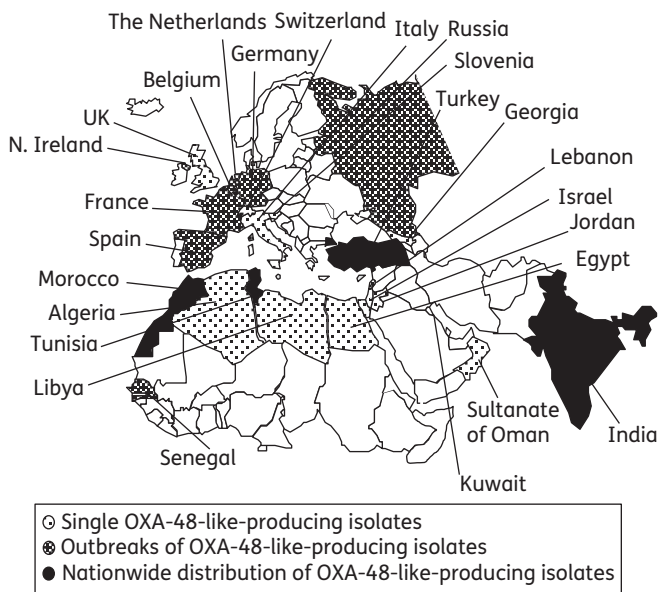 The Netherlands
Switzerland
Italy
Russia
Germany
Slovenia
Belgium
Turkey
UK
Georgia
N. Ireland
Lebanon
France
Israel
Jordan
Spain
Egypt
Morocco
Algeria
Tunisia
Libya
Sultanate
of Oman
India
Senegal
Kuwait
Single OXA-48-like-producing isolates
Outbreaks of OXA-48-like-producing isolates
Nationwide distribution of OXA-48-like-producing isolates